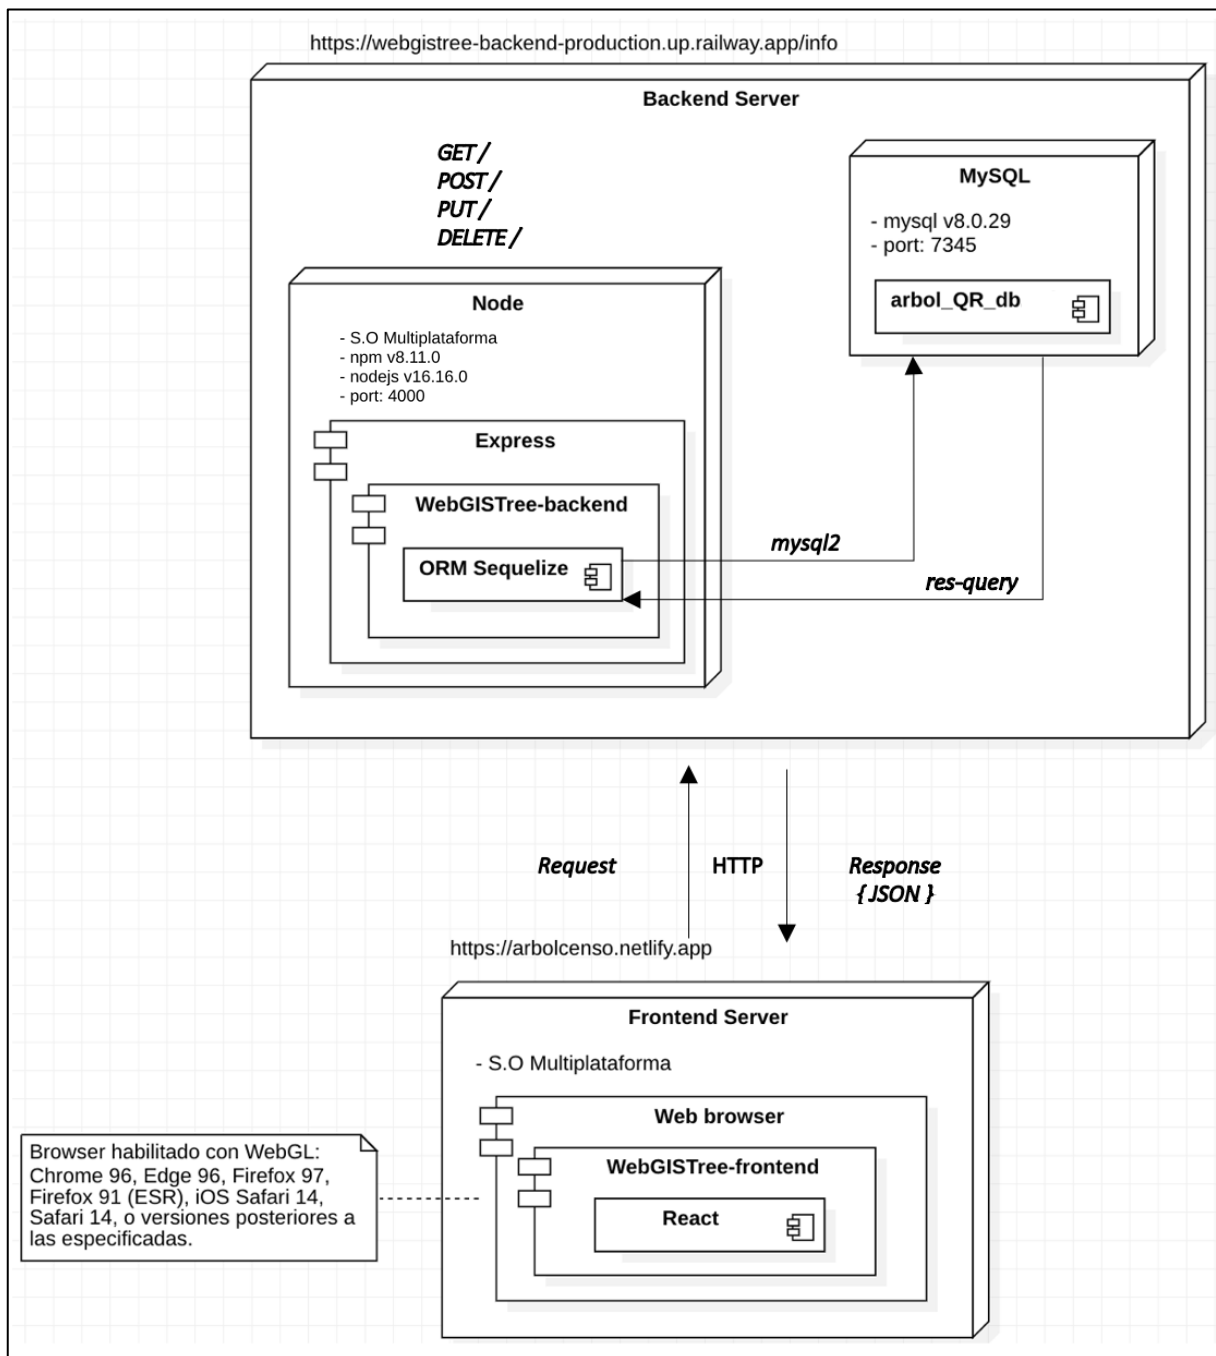 https://webgistree-backend-production.up.railway.app/info
Backend Server
GET /
POST /
PUT /
DELETE /
MySQL
- mysql v8.0.29
- port: 7345
arbol_QR_db
Node
- S.O Multiplataforma
- npm v8.11.0
- nodejs v16.16.0
- port: 4000
Express
WebGISTree-backend
ORM Sequelize
mysql2
res-query
Request
HTTP
Response
{ JSON }
https://arbolcenso.netlify.app
Frontend Server
- S.O Multiplataforma
Web browser
WebGISTree-frontend
React
Browser habilitado con WebGL:
Chrome 96, Edge 96, Firefox 97,
Firefox 91 (ESR), iOS Safari 14,
Safari 14, o versiones posteriores a
las especificadas.